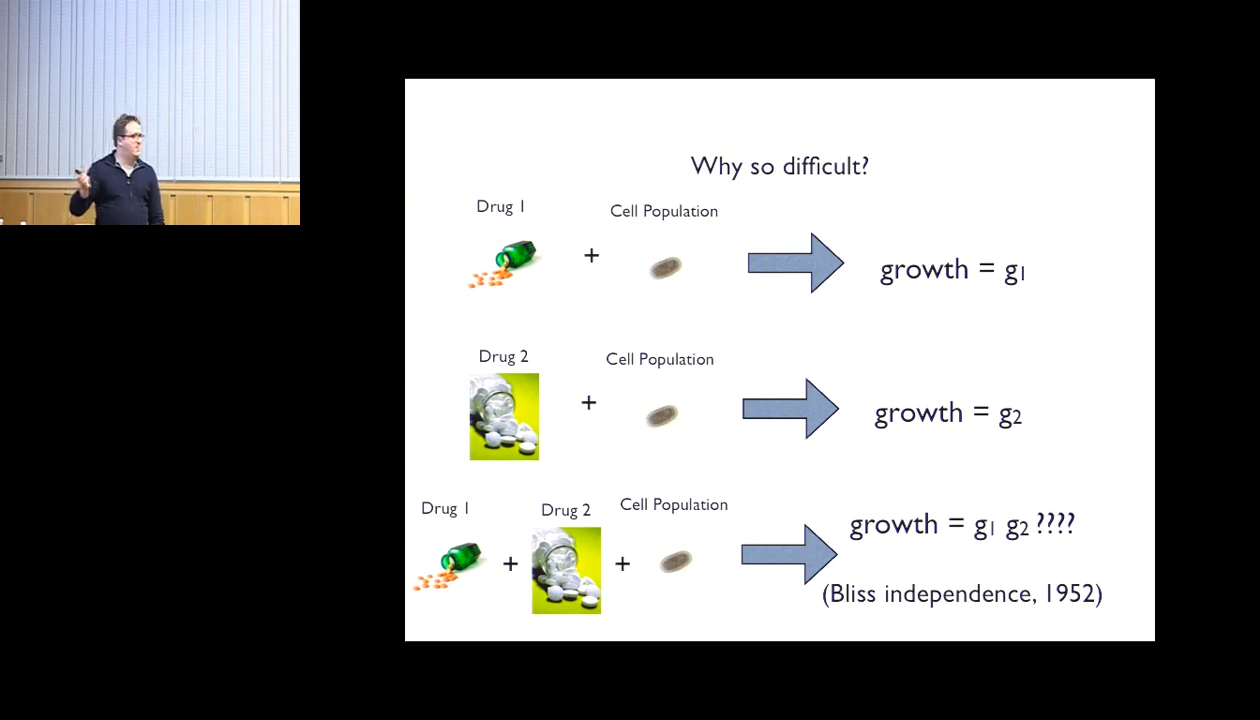 Why so difficult?
Drug 1
Cell Population
+
growth = g1
Drug 2
Cell Population
+
growth = g2
Drug 1
Drug 2
Cell Population
+
+
growth = g1 g2 ????
(Bliss independence, 1952)